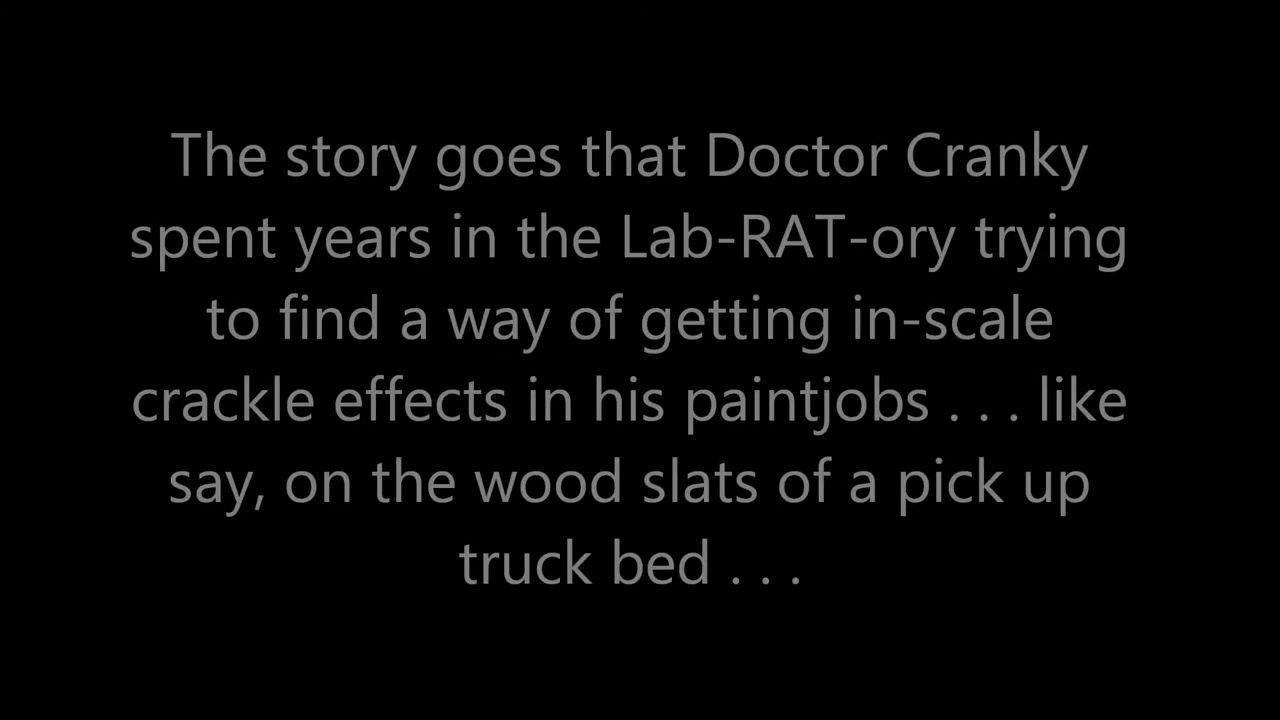 The story goes that Doctor Cranky
spent years in the Lab-RAT-ory trying
to find a way of getting in-scale
crackle effects in his paintjobs . . . like
say, on the wood slats of a pick up
truck bed . . .